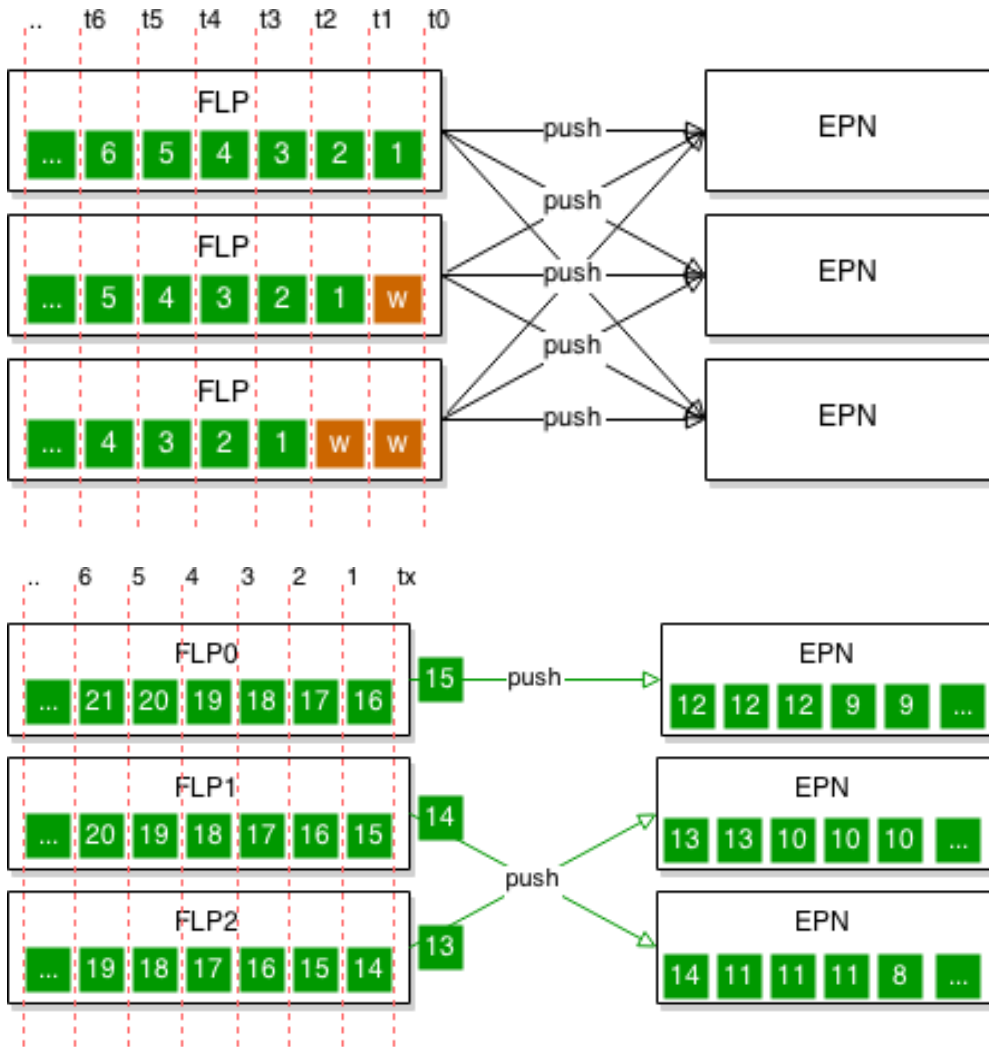 .. t6 t5 t4 t3 t2 t1 t0
FLP
... 6 5 4 3 2 1
push
EPN
push
FLP
... 5 4 3 2 1 w
push
EPN
push
FLP
... 4 3 2 1 w w
push
EPN
.. 6 5 4 3 2 1 tx
FLP0
... 21 20 19 18 17 16
15
push
EPN
12 12 12 9 9 ...
FLP1
... 20 19 18 17 16 15
14
EPN
13 13 10 10 10 ...
push
FLP2
... 19 18 17 16 15 14
13
EPN
14 11 11 11 8 ...